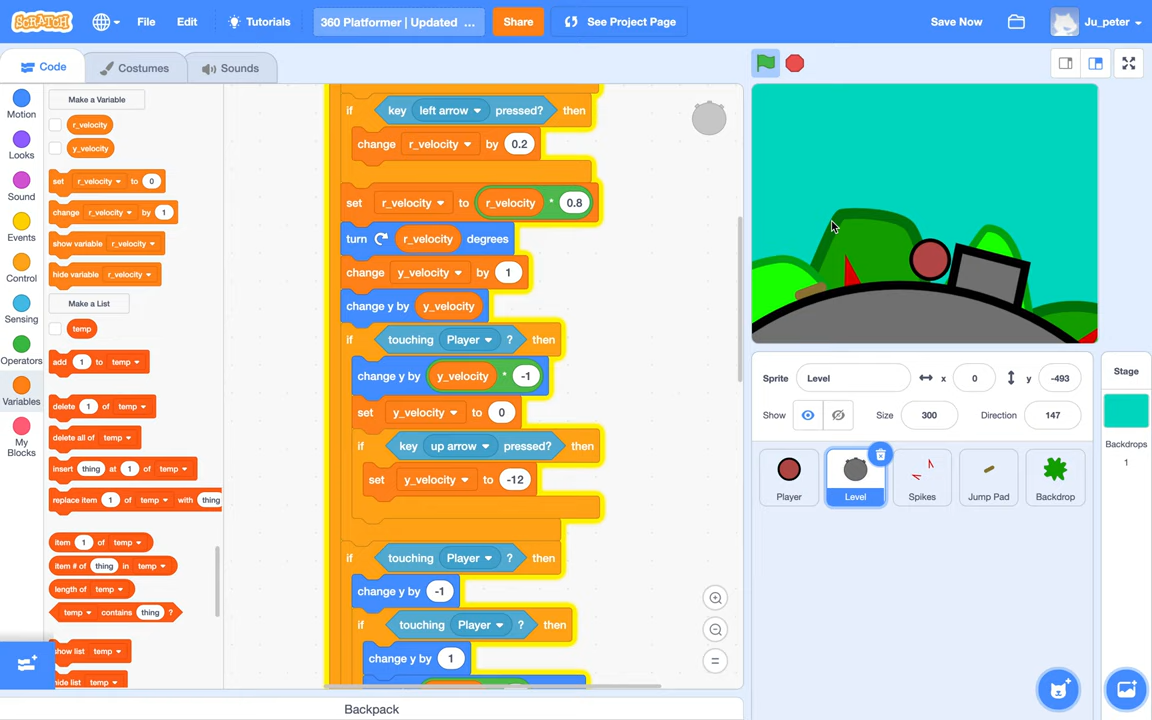 SCRATCH File Edit Tutorials 360 Platformer | Updated ... Share See Project Page Save Now Ju_peter
Code Costumes Sounds
Motion
Looks
Sound
Events
Control
Sensing
Operators
Variables
My Blocks
Make a Variable
r_velocity
y_velocity
set r_velocity to 0
change r_velocity by 1
show variable r_velocity
hide variable r_velocity
Make a List
temp
add 1 to temp
delete 1 of temp
delete all of temp
insert thing at 1 of temp
replace item 1 of temp with thing
item 1 of temp
item # of thing in temp
length of temp
temp contains thing ?
show list temp
hide list temp
if key left arrow pressed? then
change r_velocity by 0.2
set r_velocity to r_velocity * 0.8
turn r_velocity degrees
change y_velocity by 1
change y by y_velocity
if touching Player ? then
change y by y_velocity * -1
set y_velocity to 0
if key up arrow pressed? then
set y_velocity to -12
if touching Player ? then
change y by -1
if touching Player ? then
change y by 1
Backpack
Sprite Level x 0 y -493
Show Size 300 Direction 147
Player Level Spikes Jump Pad Backdrop
Stage
Backdrops
1